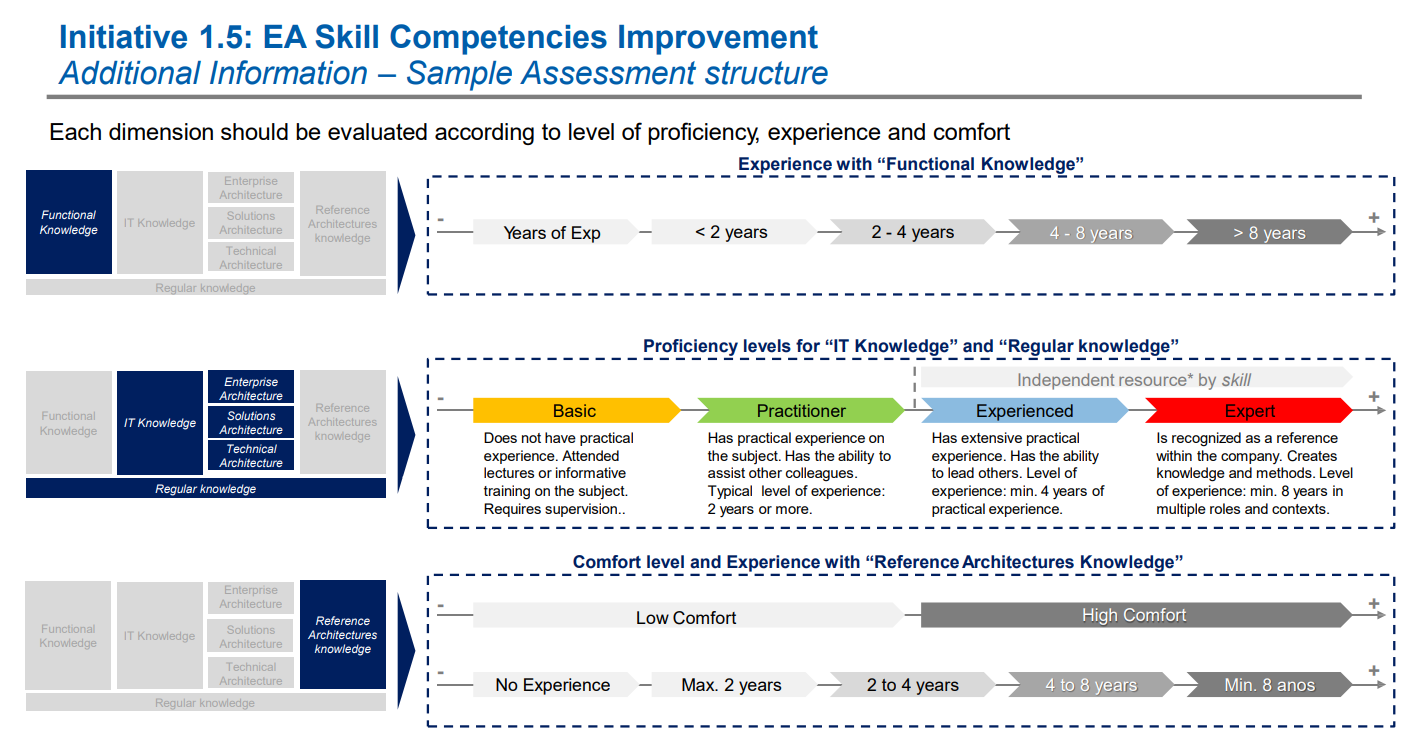 Initiative 1.5: EA Skill Competencies Improvement
Additional Information – Sample Assessment structure
Each dimension should be evaluated according to level of proficiency, experience and comfort
Functional
Knowledge
IT Knowledge
Enterprise
Architecture
Solutions
Architecture
Technical
Architecture
Reference
Architectures
knowledge
Regular knowledge
Experience with “Functional Knowledge”
-
+
Years of Exp
< 2 years
2 - 4 years
4 - 8 years
> 8 years
Functional
Knowledge
IT Knowledge
Enterprise
Architecture
Solutions
Architecture
Technical
Architecture
Reference
Architectures
knowledge
Regular knowledge
Proficiency levels for “IT Knowledge” and “Regular knowledge”
Independent resource* by skill
-
+
Basic
Does not have practical
experience. Attended
lectures or informative
training on the subject.
Requires supervision..
Practitioner
Has practical experience on
the subject. Has the ability to
assist other colleagues.
Typical level of experience:
2 years or more.
Experienced
Has extensive practical
experience. Has the ability
to lead others. Level of
experience: min. 4 years of
practical experience.
Expert
Is recognized as a reference
within the company. Creates
knowledge and methods. Level
of experience: min. 8 years in
multiple roles and contexts.
Functional
Knowledge
IT Knowledge
Enterprise
Architecture
Solutions
Architecture
Technical
Architecture
Reference
Architectures
knowledge
Regular knowledge
Comfort level and Experience with “Reference Architectures Knowledge”
-
+
Low Comfort
High Comfort
-
+
No Experience
Max. 2 years
2 to 4 years
4 to 8 years
Min. 8 anos